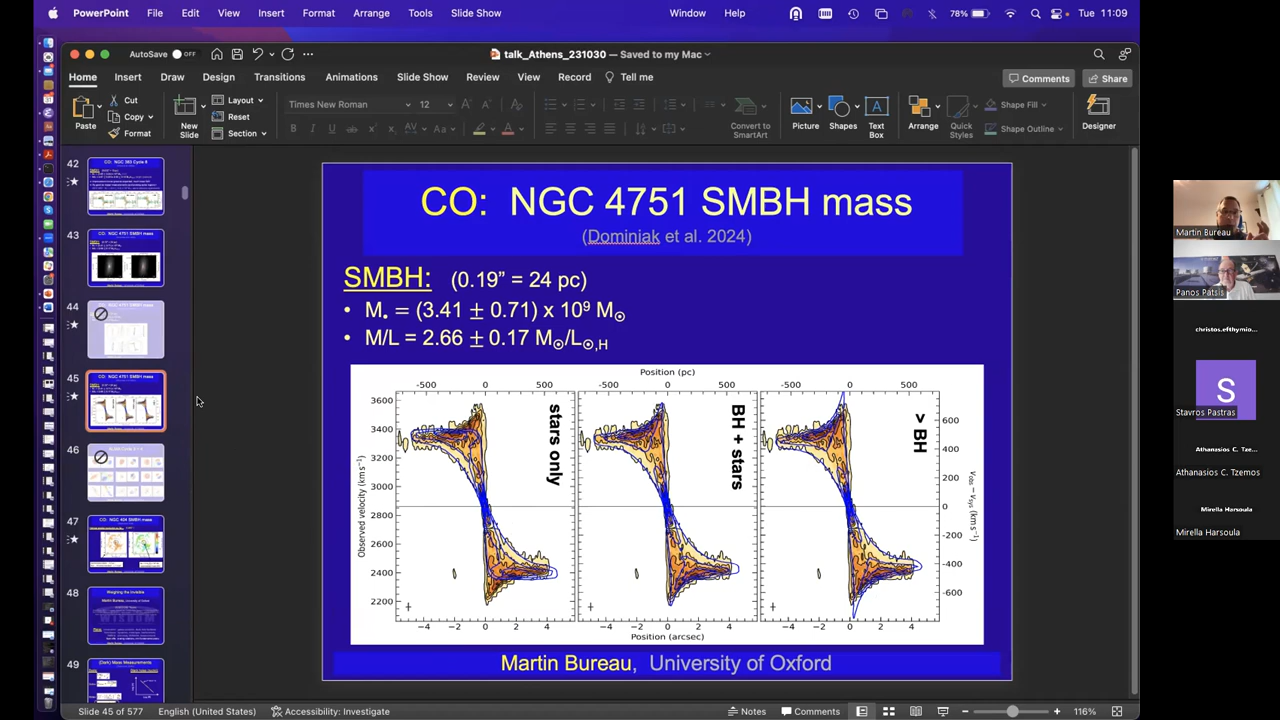 PowerPoint File Edit View Insert Format Arrange Tools Slide Show Window Help 78% Tue 11:09
AutoSave OFF talk_Athens_231030 — Saved to my Mac
Home Insert Draw Design Transitions Animations Slide Show Review View Record Tell me Comments Share
Paste Cut Copy Format New Slide Layout Reset Section Times New Roman 12 Convert to SmartArt Picture Shapes Text Box Arrange Quick Styles Shape Fill Shape Outline Designer
42
43
44
45
46
47
48
49
CO: NGC 4751 SMBH mass
(Dominiak et al. 2024)
SMBH: (0.19” = 24 pc)
• M• = (3.41 ± 0.71) x 10⁹ M☉
• M/L = 2.66 ± 0.17 M☉/L☉,H
Position (pc)
-500 0 500 -500 0 500 -500 0 500
3600
3400
3200
3000
2800
2600
2400
2200
Observed velocity (km s⁻¹)
stars only
BH + stars
> BH
600
400
200
0
-200
-400
-600
−4 −2 0 2 4 −4 −2 0 2 4 −4 −2 0 2 4
Position (arcsec)
Martin Bureau, University of Oxford
Slide 45 of 577 English (United States) Accessibility: Investigate Notes Comments 116%
Martin Bureau
Panos Patsis
christos.efthymio...
S
Stavros Pastras
Athanasios C. Tze...
Athanasios C. Tzemos
Mirella Harsoula
Mirella Harsoula